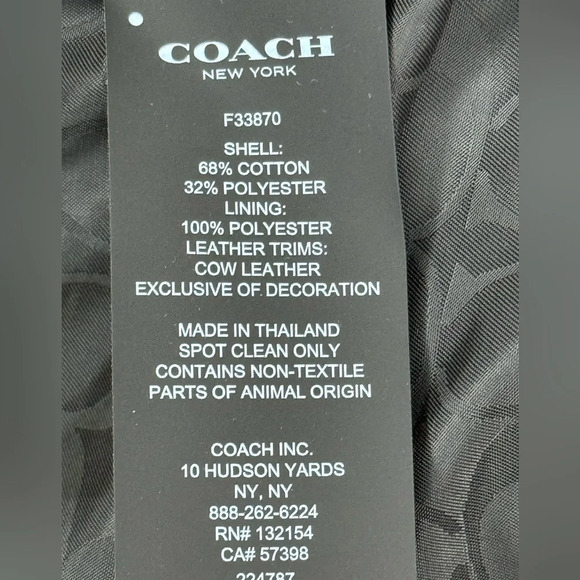 COACH
NEW YORK
F33870
SHELL:
68% COTTON
32% POLYESTER
LINING:
100% POLYESTER
LEATHER TRIMS:
COW LEATHER
EXCLUSIVE OF DECORATION
MADE IN THAILAND
SPOT CLEAN ONLY
CONTAINS NON-TEXTILE
PARTS OF ANIMAL ORIGIN
COACH INC.
10 HUDSON YARDS
NY, NY
888-262-6224
RN# 132154
CA# 57398
224787